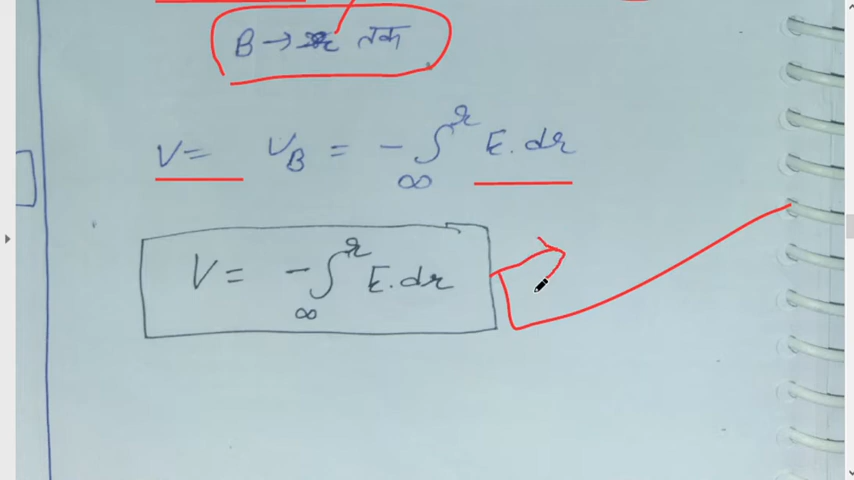 B → r तक
V = V_B = - ∫_∞^r E.dr
V = - ∫_∞^r E.dr